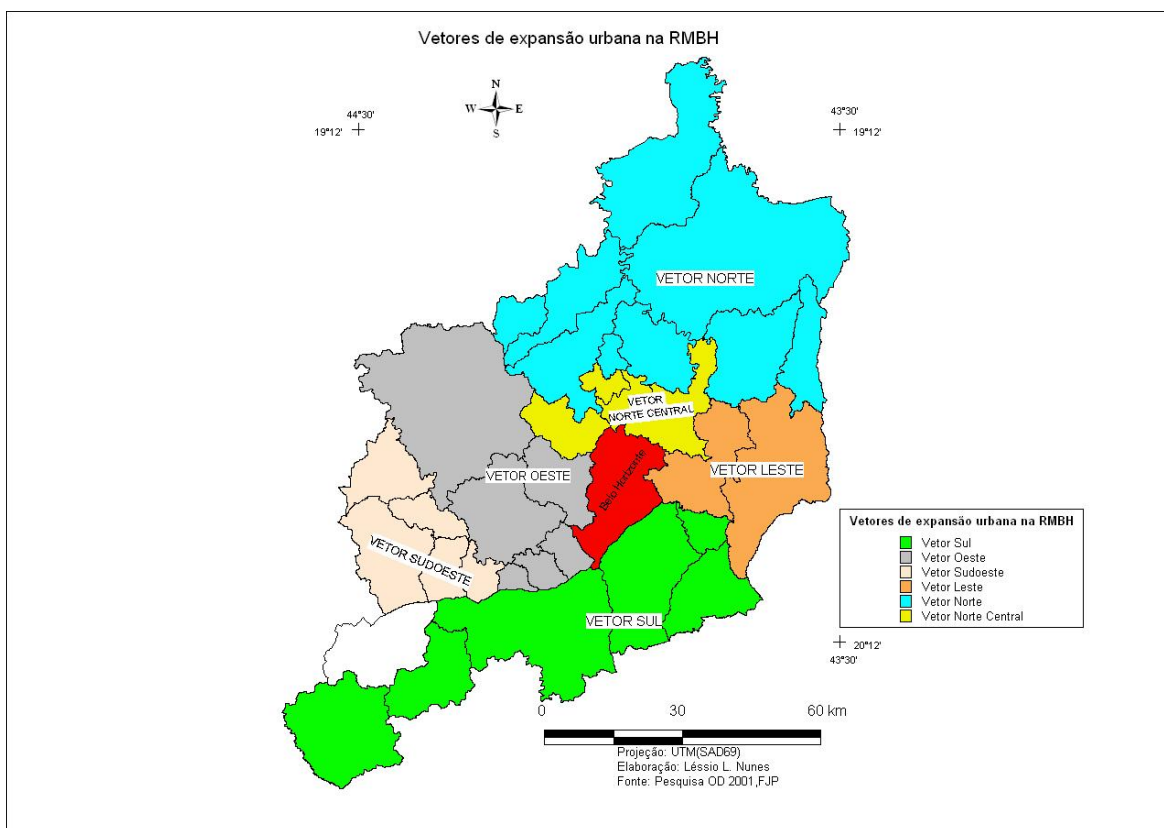 Vetores de expansão urbana na RMBH
N
W E
S
44°30'
19°12'
43°30'
19°12'
VETOR NORTE
VETOR
NORTE CENTRAL
VETOR OESTE
VETOR LESTE
Belo Horizonte
VETOR SUDOESTE
VETOR SUL
Vetores de expansão urbana na RMBH
Vetor Sul
Vetor Oeste
Vetor Sudoeste
Vetor Leste
Vetor Norte
Vetor Norte Central
20°12'
43°30'
0 30 60 km
Projeção: UTM(SAD69)
Elaboração: Léssio L. Nunes
Fonte: Pesquisa OD 2001,FJP